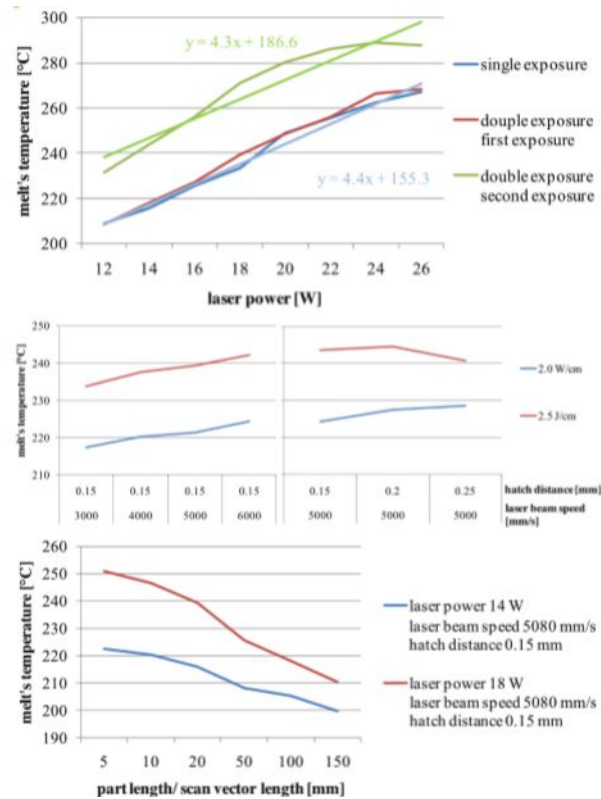 300
280
260
240
220
200
melt's temperature [°C]
y = 4.3x + 186.6
y = 4.4x + 155.3
12 14 16 18 20 22 24 26
laser power [W]
single exposure
douple exposure
first exposure
double exposure
second exposure
250
240
230
220
210
melt's temperature [°C]
2.0 W/cm
2.5 J/cm
0.15 0.15 0.15 0.15 0.15 0.2 0.25 hatch distance [mm]
3000 4000 5000 6000 5000 5000 5000 laser beam speed
[mm/s]
260
250
240
230
220
210
200
190
melt's temperature [°C]
5 10 20 50 100 150
part length/ scan vector length [mm]
laser power 14 W
laser beam speed 5080 mm/s
hatch distance 0.15 mm
laser power 18 W
laser beam speed 5080 mm/s
hatch distance 0.15 mm